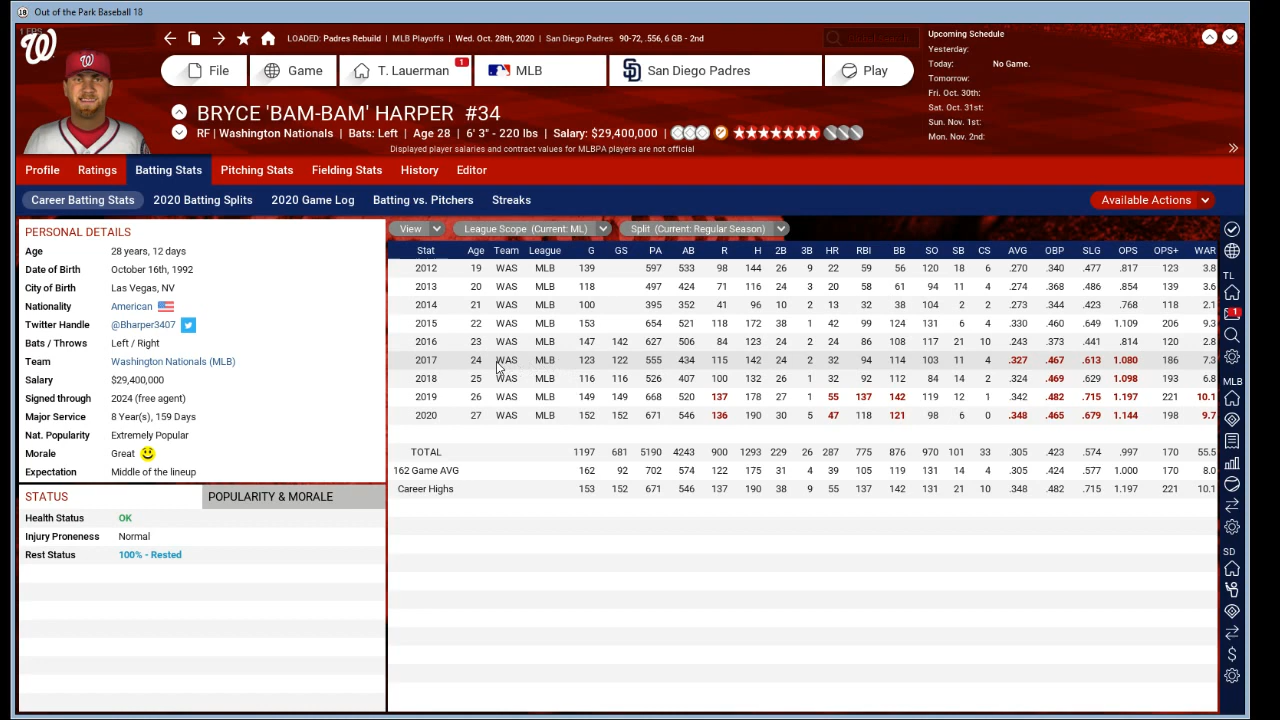 Out of the Park Baseball 18
LOADED: Padres Rebuild | MLB Playoffs | Wed. Oct. 28th, 2020 | San Diego Padres 90-72, .556, 6 GB - 2nd
Upcoming Schedule
Yesterday:
Today: No Game.
Tomorrow:
Fri. Oct. 30th:
Sat. Oct. 31st:
Sun. Nov. 1st:
Mon. Nov. 2nd:
File Game T. Lauerman 1 MLB San Diego Padres Play
BRYCE 'BAM-BAM' HARPER #34
RF | Washington Nationals | Bats: Left | Age 28 | 6' 3" - 220 lbs | Salary: $29,400,000 |
Displayed player salaries and contract values for MLBPA players are not official
Profile Ratings Batting Stats Pitching Stats Fielding Stats History Editor
Career Batting Stats 2020 Batting Splits 2020 Game Log Batting vs. Pitchers Streaks Available Actions
PERSONAL DETAILS
Age 28 years, 12 days
Date of Birth October 16th, 1992
City of Birth Las Vegas, NV
Nationality American
Twitter Handle @Bharper3407
Bats / Throws Left / Right
Team Washington Nationals (MLB)
Salary $29,400,000
Signed through 2024 (free agent)
Major Service 8 Year(s), 159 Days
Nat. Popularity Extremely Popular
Morale Great
Expectation Middle of the lineup
STATUS POPULARITY & MORALE
Health Status OK
Injury Proneness Normal
Rest Status 100% - Rested
View League Scope (Current: ML) Split (Current: Regular Season)
Stat Age Team League G GS PA AB R H 2B 3B HR RBI BB SO SB CS AVG OBP SLG OPS OPS+ WAR
2012 19 WAS MLB 139 597 533 98 144 26 9 22 59 56 120 18 6 .270 .340 .477 .817 123 3.8
2013 20 WAS MLB 118 497 424 71 116 24 3 20 58 61 94 11 4 .274 .368 .486 .854 139 3.6
2014 21 WAS MLB 100 395 352 41 96 10 2 13 32 38 104 2 2 .273 .344 .423 .768 118 2.1
2015 22 WAS MLB 153 654 521 118 172 38 1 42 99 124 131 6 4 .330 .460 .649 1.109 206 9.3
2016 23 WAS MLB 147 142 627 506 84 123 24 2 24 86 108 117 21 10 .243 .373 .441 .814 120 2.8
2017 24 WAS MLB 123 122 555 434 115 142 24 2 32 94 114 103 11 4 .327 .467 .613 1.080 186 7.3
2018 25 WAS MLB 116 116 526 407 100 132 26 1 32 92 112 84 14 2 .324 .469 .629 1.098 193 6.8
2019 26 WAS MLB 149 149 668 520 137 178 27 1 55 137 142 119 12 1 .342 .482 .715 1.197 221 10.1
2020 27 WAS MLB 152 152 671 546 136 190 30 5 47 118 121 98 6 0 .348 .465 .679 1.144 198 9.7
TOTAL 1197 681 5190 4243 900 1293 229 26 287 775 876 970 101 33 .305 .423 .574 .997 170 55.5
162 Game AVG 162 92 702 574 122 175 31 4 39 105 119 131 14 4 .305 .424 .577 1.000 170 8.0
Career Highs 153 152 671 546 137 190 38 9 55 137 142 131 21 10 .348 .482 .715 1.197 221 10.1
TL
1
MLB
SD